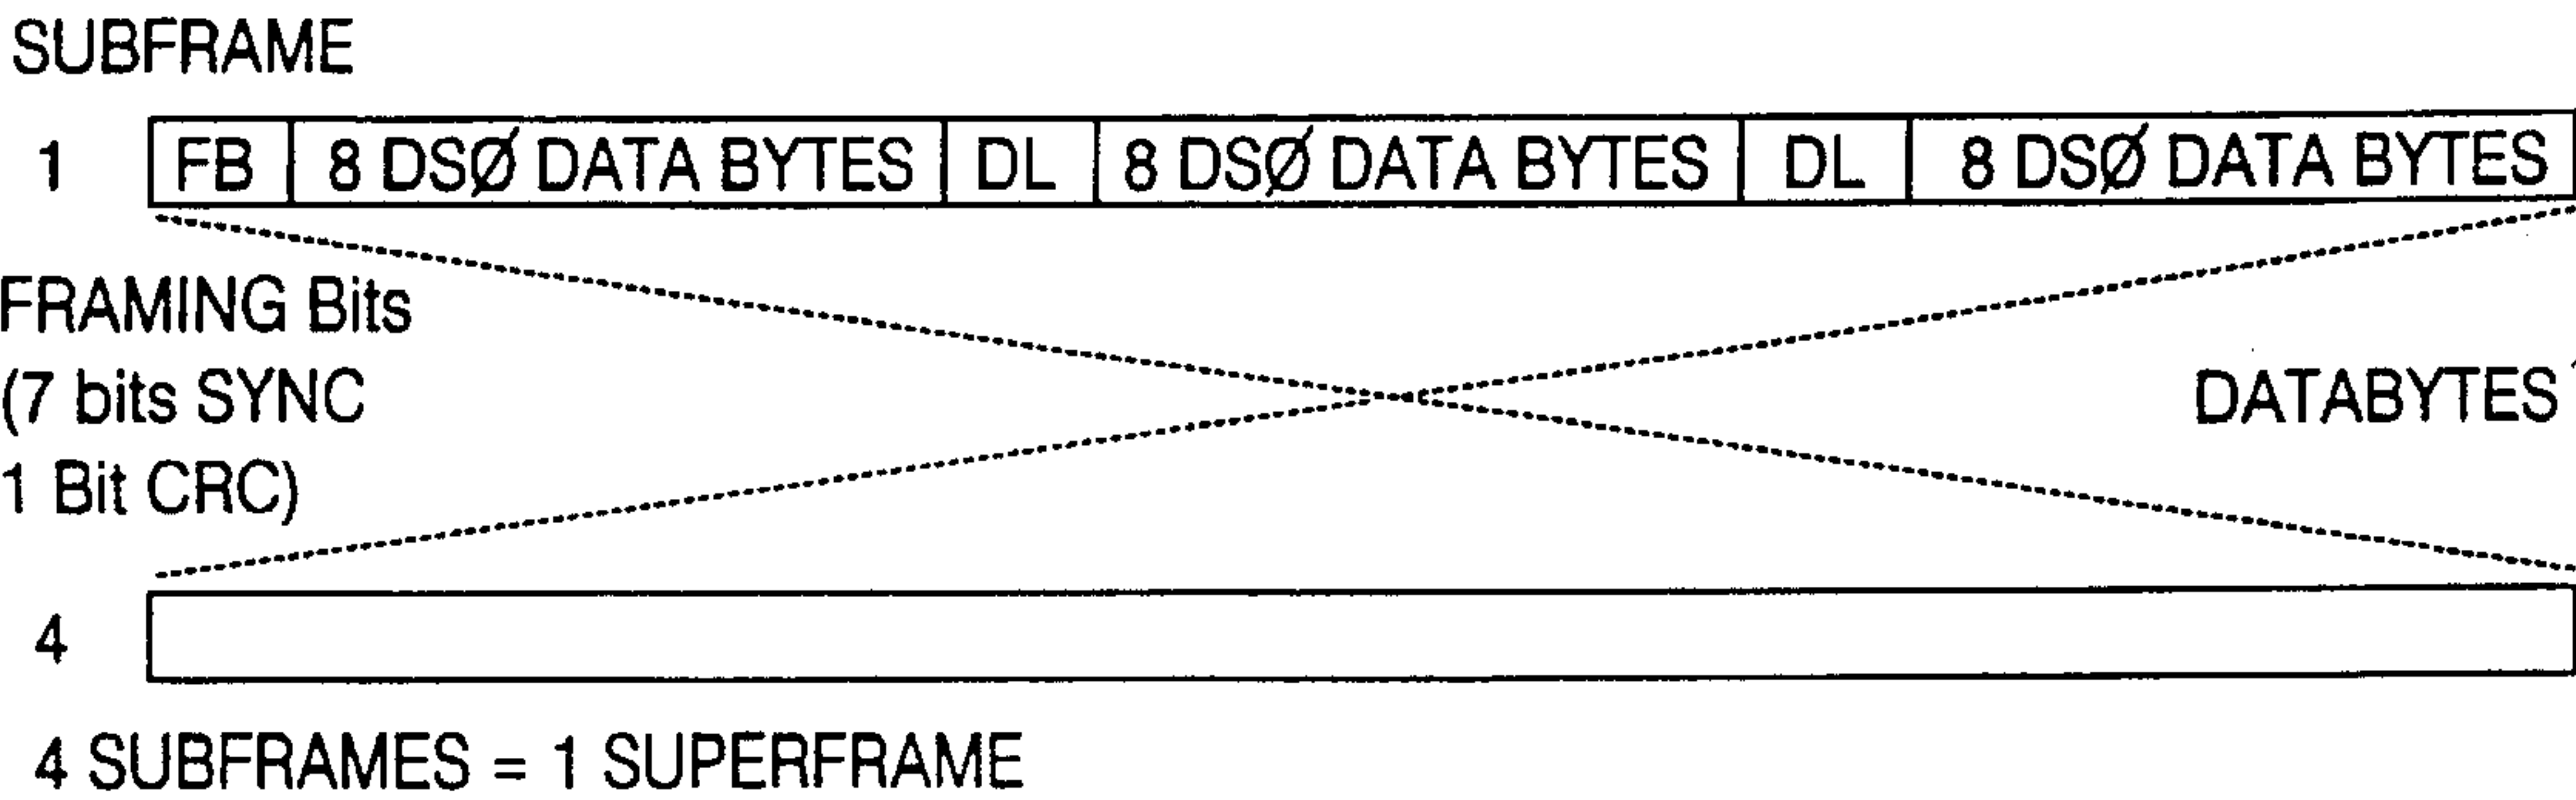 SUBFRAME
1 FB 8 DSØ DATA BYTES DL 8 DSØ DATA BYTES DL 8 DSØ DATA BYTES
FRAMING Bits
(7 bits SYNC
1 Bit CRC)
DATABYTES
4
4 SUBFRAMES = 1 SUPERFRAME